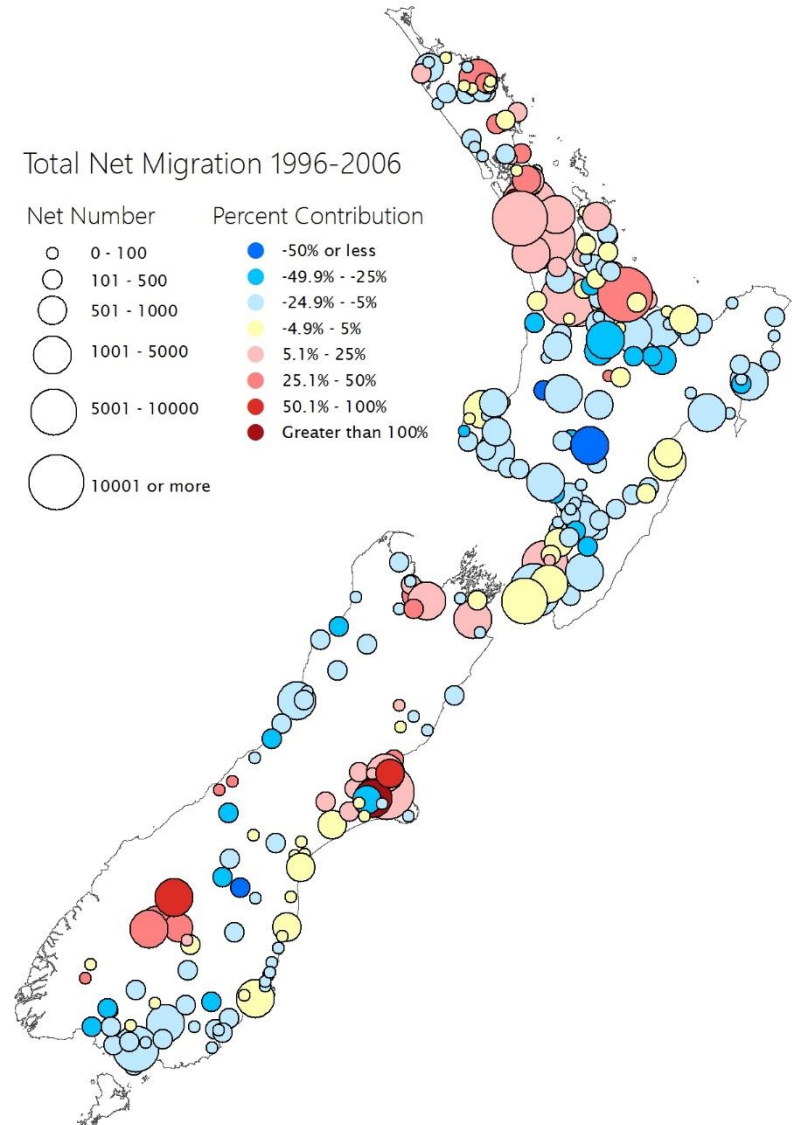 Total Net Migration 1996-2006
Net Number
0 - 100
101 - 500
501 - 1000
1001 - 5000
5001 - 10000
10001 or more
Percent Contribution
-50% or less
-49.9% - -25%
-24.9% - -5%
-4.9% - 5%
5.1% - 25%
25.1% - 50%
50.1% - 100%
Greater than 100%